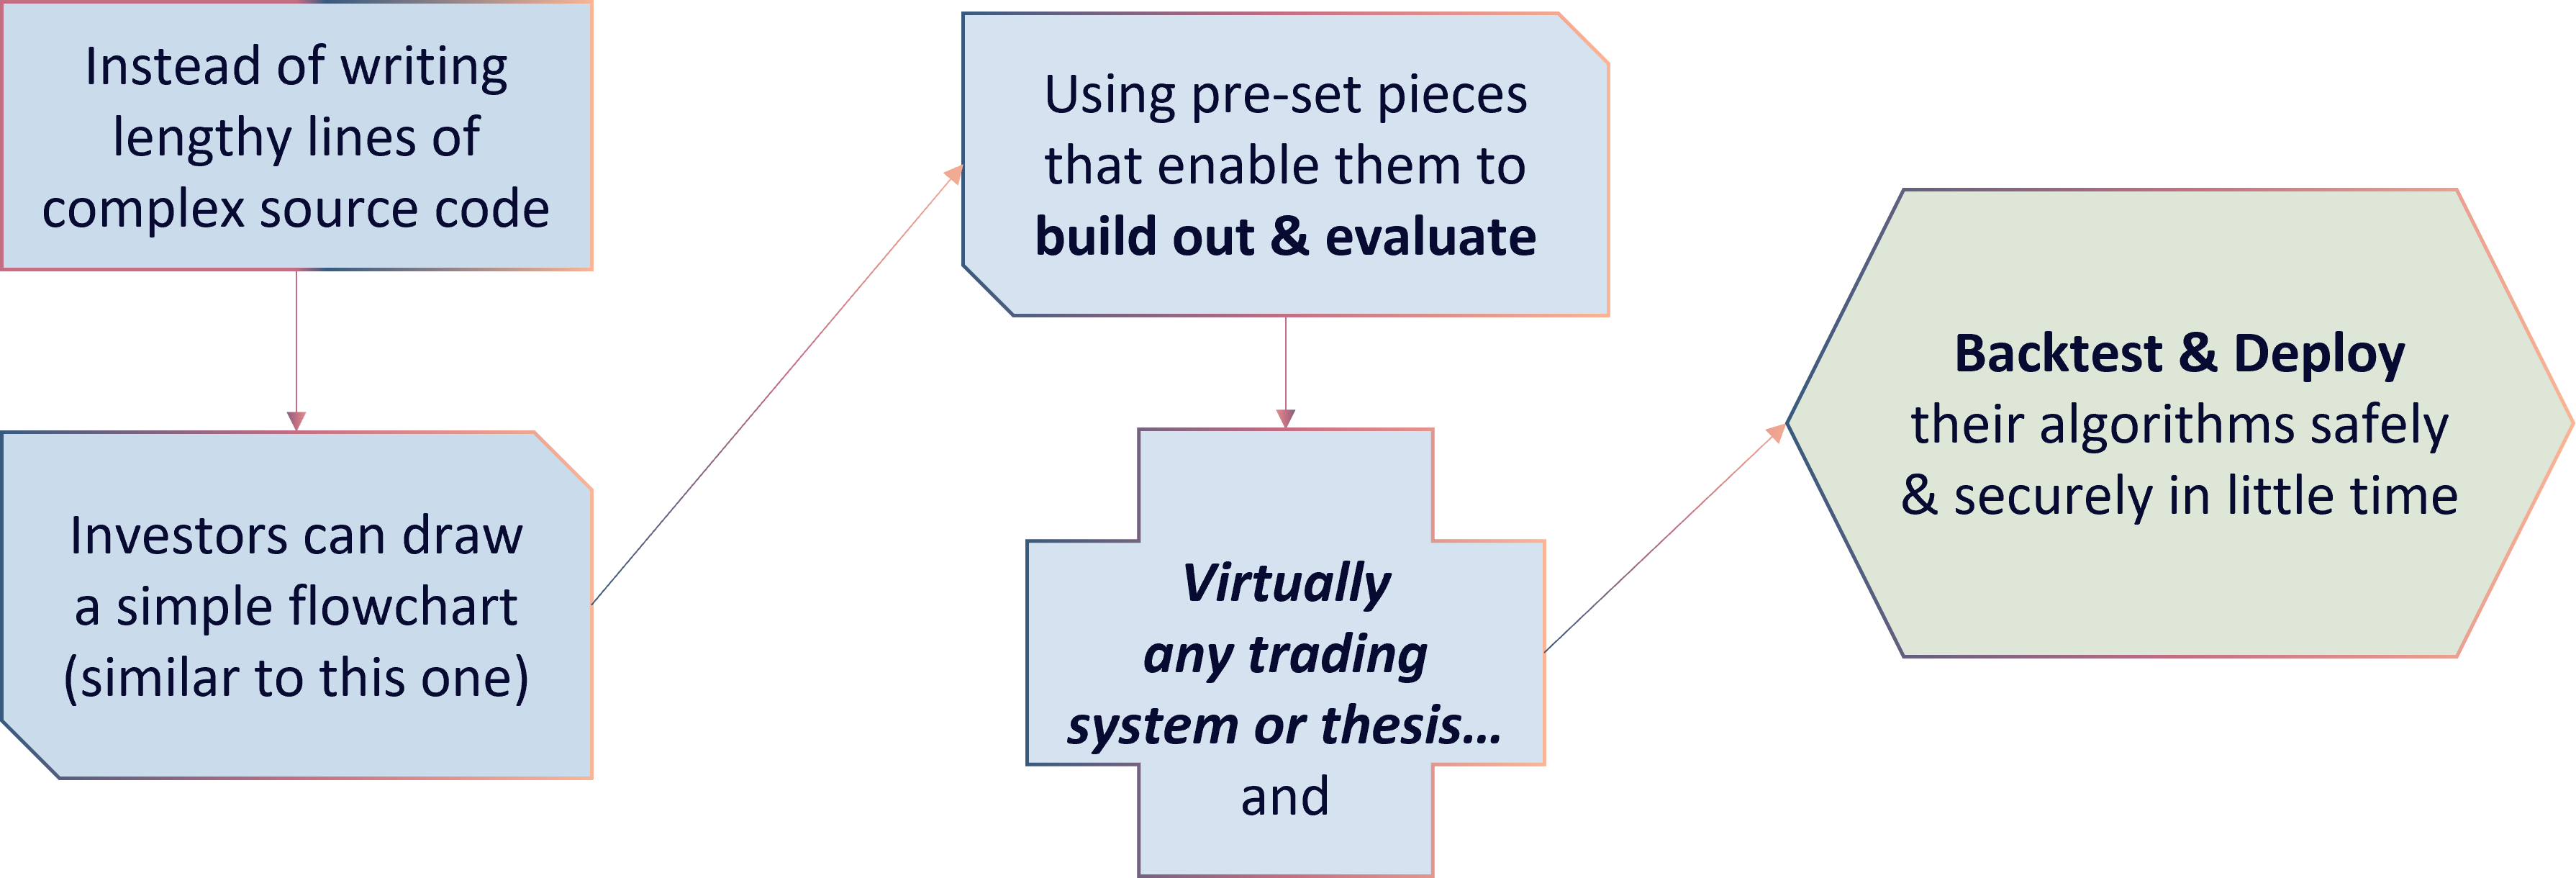 Instead of writing
lengthy lines of
complex source code
Investors can draw
a simple flowchart
(similar to this one)
Using pre-set pieces
that enable them to
build out & evaluate
Virtually
any trading
system or thesis…
and
Backtest & Deploy
their algorithms safely
& securely in little time